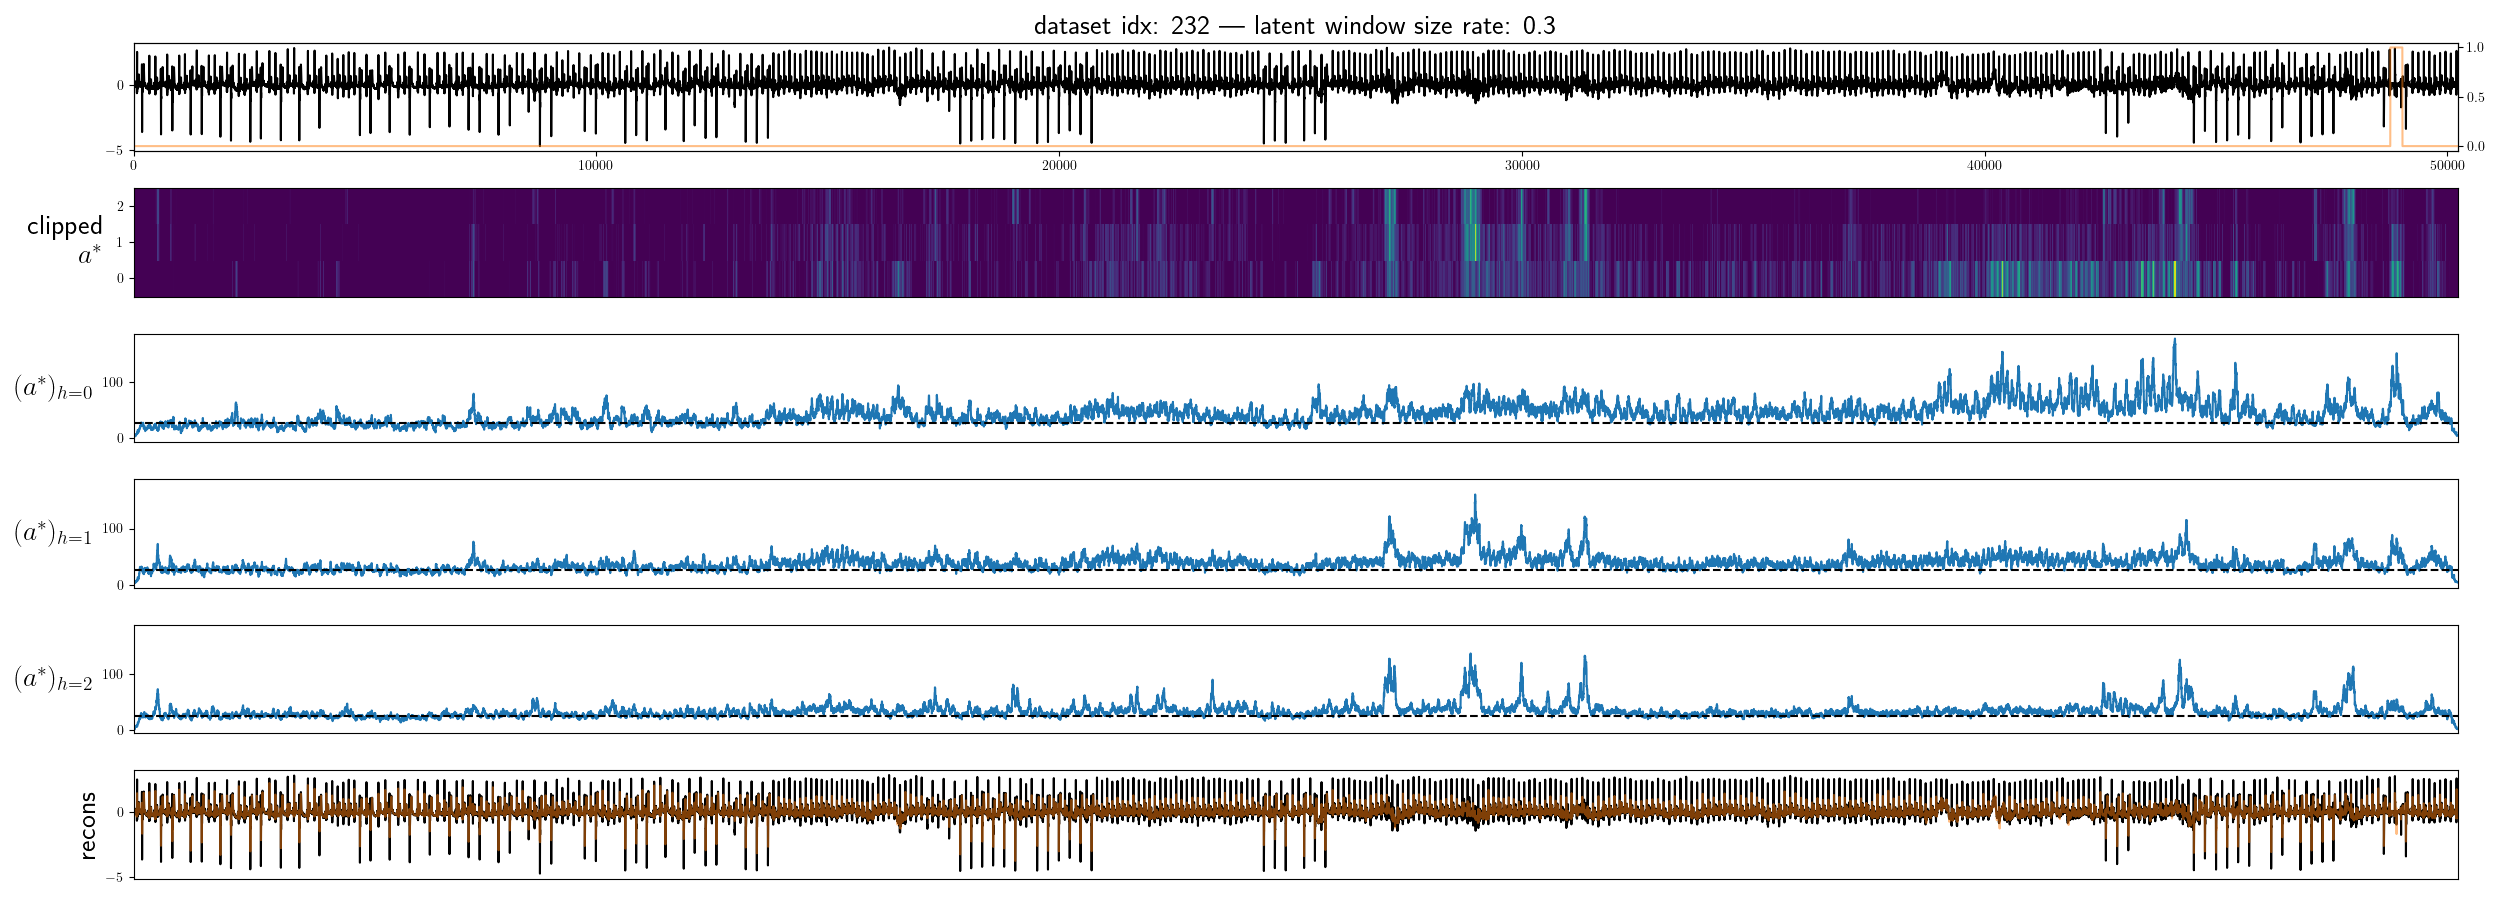 dataset idx: 232 — latent window size rate: 0.3
0
−5
1.0
0.5
0.0
0 10000 20000 30000 40000 50000
clipped
a*
2
1
0
(a*)h=0
100
0
(a*)h=1
100
0
(a*)h=2
100
0
recons
0
−5